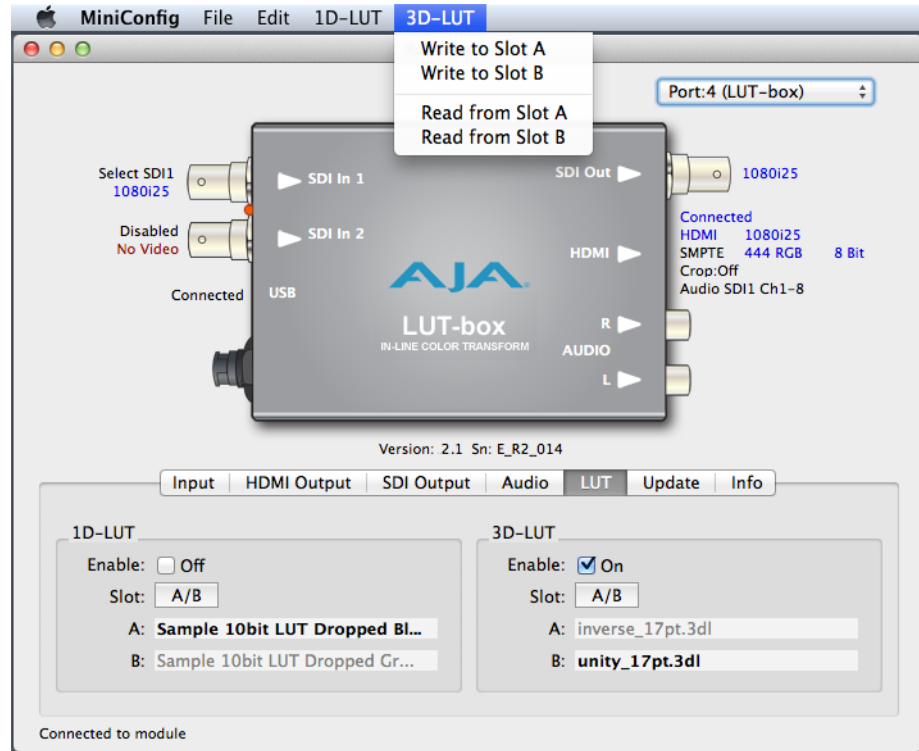 MiniConfig File Edit 1D-LUT 3D-LUT
Write to Slot A
Write to Slot B
Read from Slot A
Read from Slot B
Port:4 (LUT-box)
Select SDI1
1080i25
SDI In 1
SDI Out
1080i25
Disabled
No Video
SDI In 2
HDMI
Connected
HDMI 1080i25
SMPTE 444 RGB 8 Bit
Crop:Off
Audio SDI1 Ch1-8
Connected
USB
AJA
LUT-box
IN-LINE COLOR TRANSFORM
R
AUDIO
L
Version: 2.1 Sn: E_R2_014
Input HDMI Output SDI Output Audio LUT Update Info
1D-LUT
Enable: Off
Slot: A/B
A: Sample 10bit LUT Dropped Bl...
B: Sample 10bit LUT Dropped Gr...
3D-LUT
Enable: On
Slot: A/B
A: inverse_17pt.3dl
B: unity_17pt.3dl
Connected to module